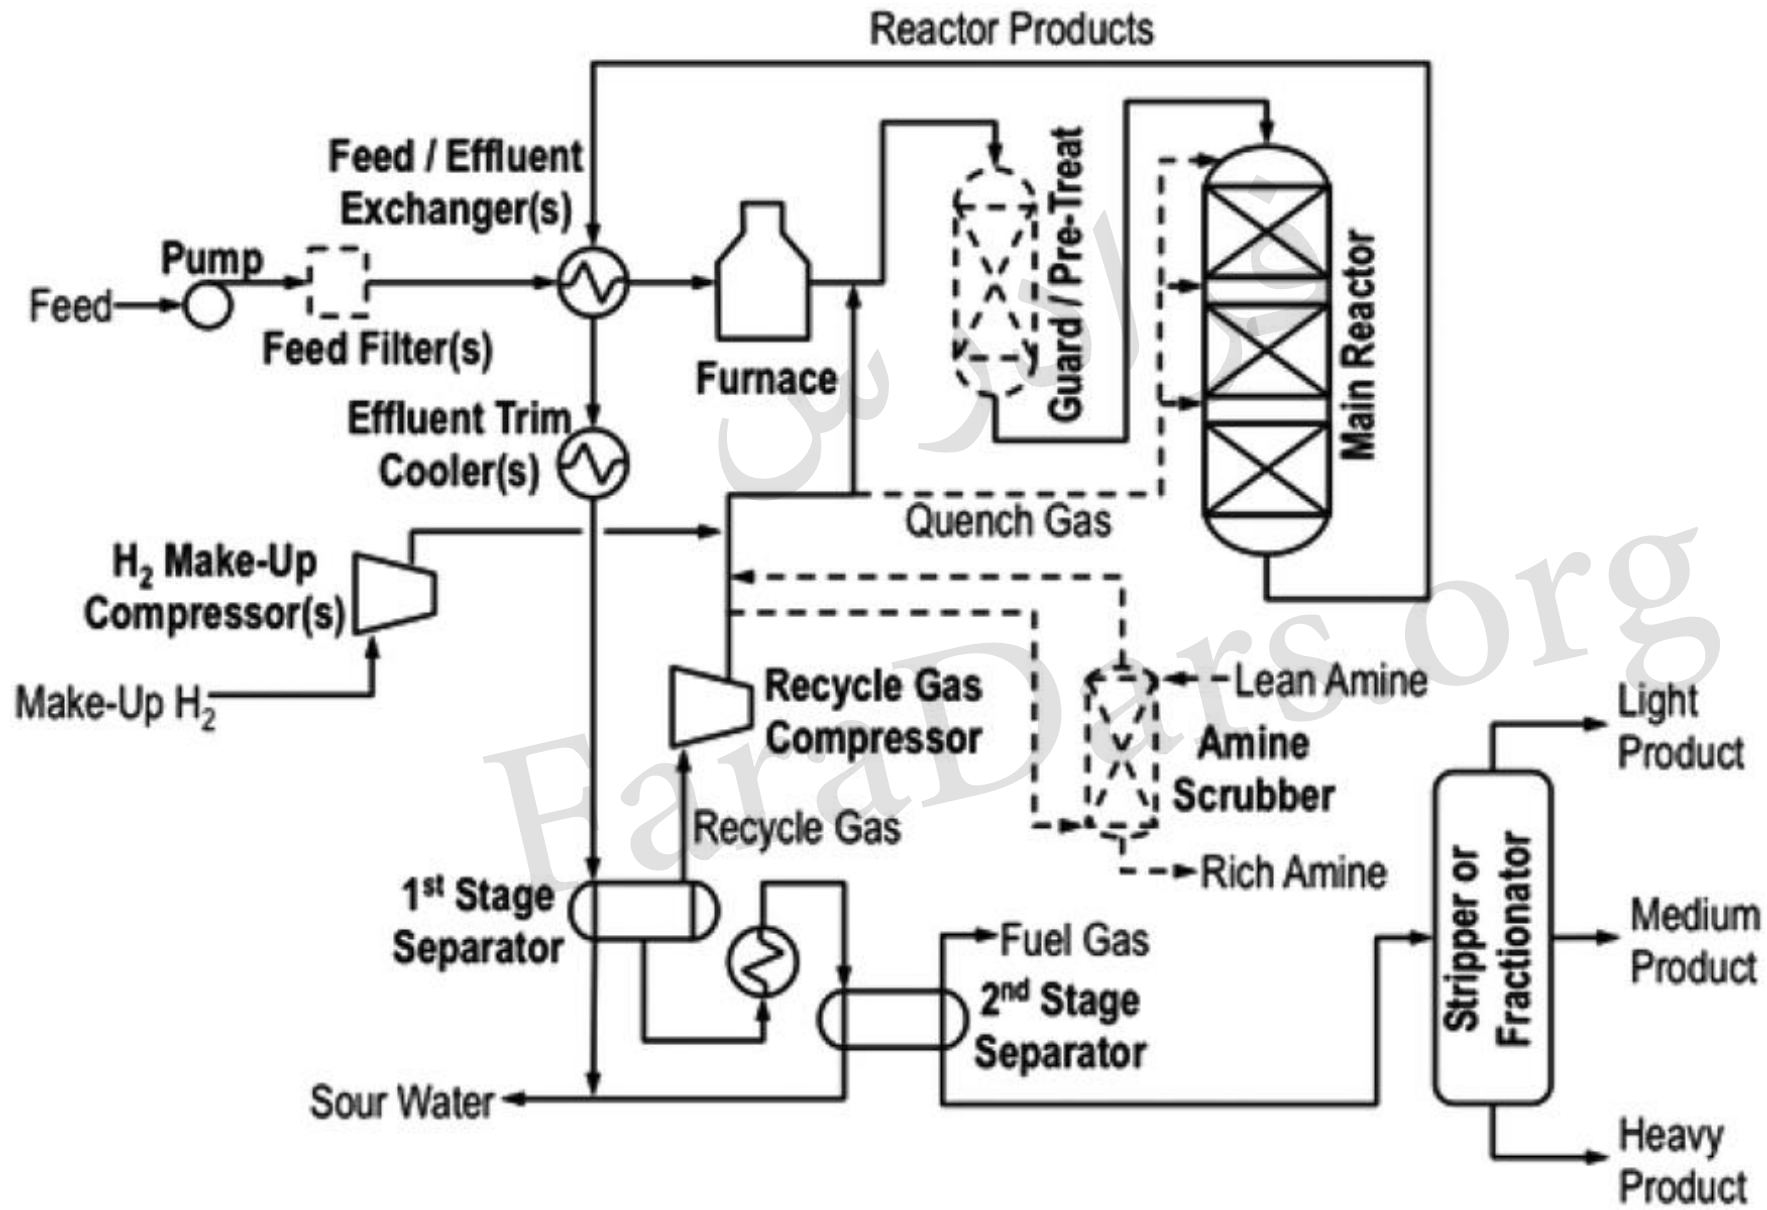 Reactor Products
Feed / Effluent
Exchanger(s)
Pump
Feed
Feed Filter(s)
Furnace
Guard / Pre-Treat
Main Reactor
Effluent Trim
Cooler(s)
Quench Gas
H₂ Make-Up
Compressor(s)
Make-Up H₂
Recycle Gas
Compressor
Recycle Gas
Lean Amine
Amine
Scrubber
Rich Amine
1st Stage
Separator
Fuel Gas
2nd Stage
Separator
Sour Water
Stripper or
Fractionator
Light
Product
Medium
Product
Heavy
Product
فرادرس
FaraDars.org